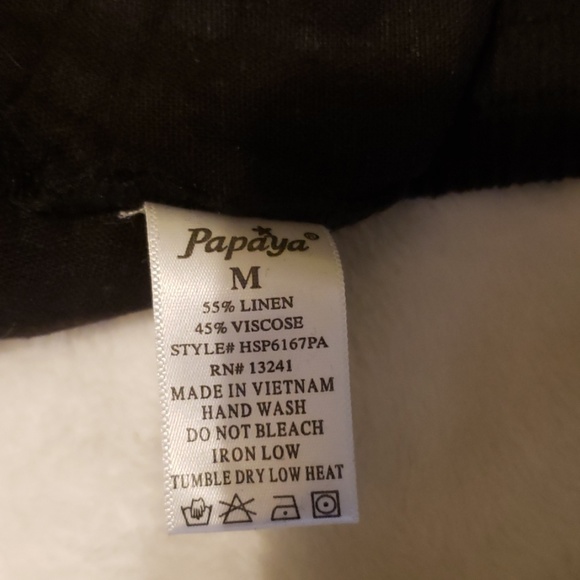 Papaya®
M
55% LINEN
45% VISCOSE
STYLE# HSP6167PA
RN# 13241
MADE IN VIETNAM
HAND WASH
DO NOT BLEACH
IRON LOW
TUMBLE DRY LOW HEAT